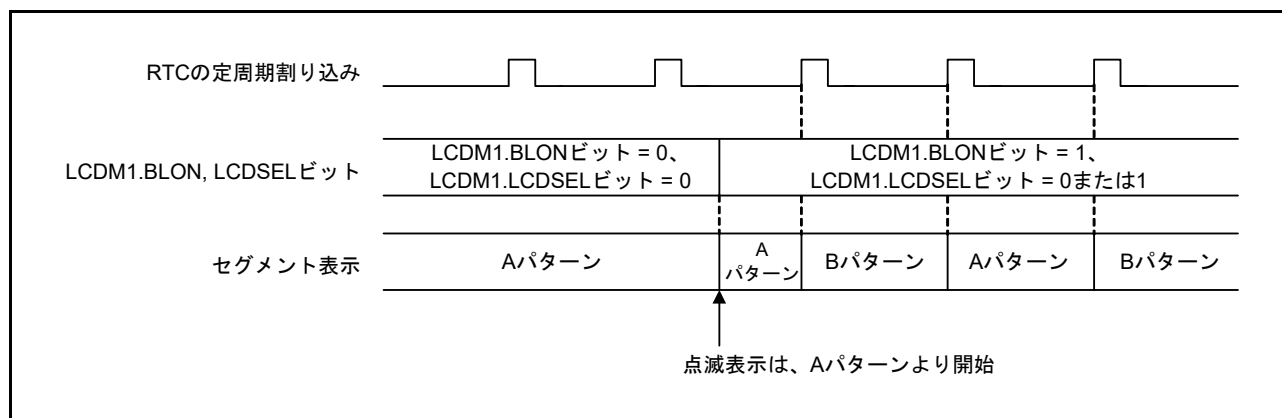 RTCの定周期割り込み
LCDM1.BLON, LCDSELビット
LCDM1.BLONビット = 0、
LCDM1.LCDSELビット = 0
LCDM1.BLONビット = 1、
LCDM1.LCDSELビット = 0または1
セグメント表示
Aパターン
A
パターン
Bパターン
Aパターン
Bパターン
点滅表示は、Aパターンより開始